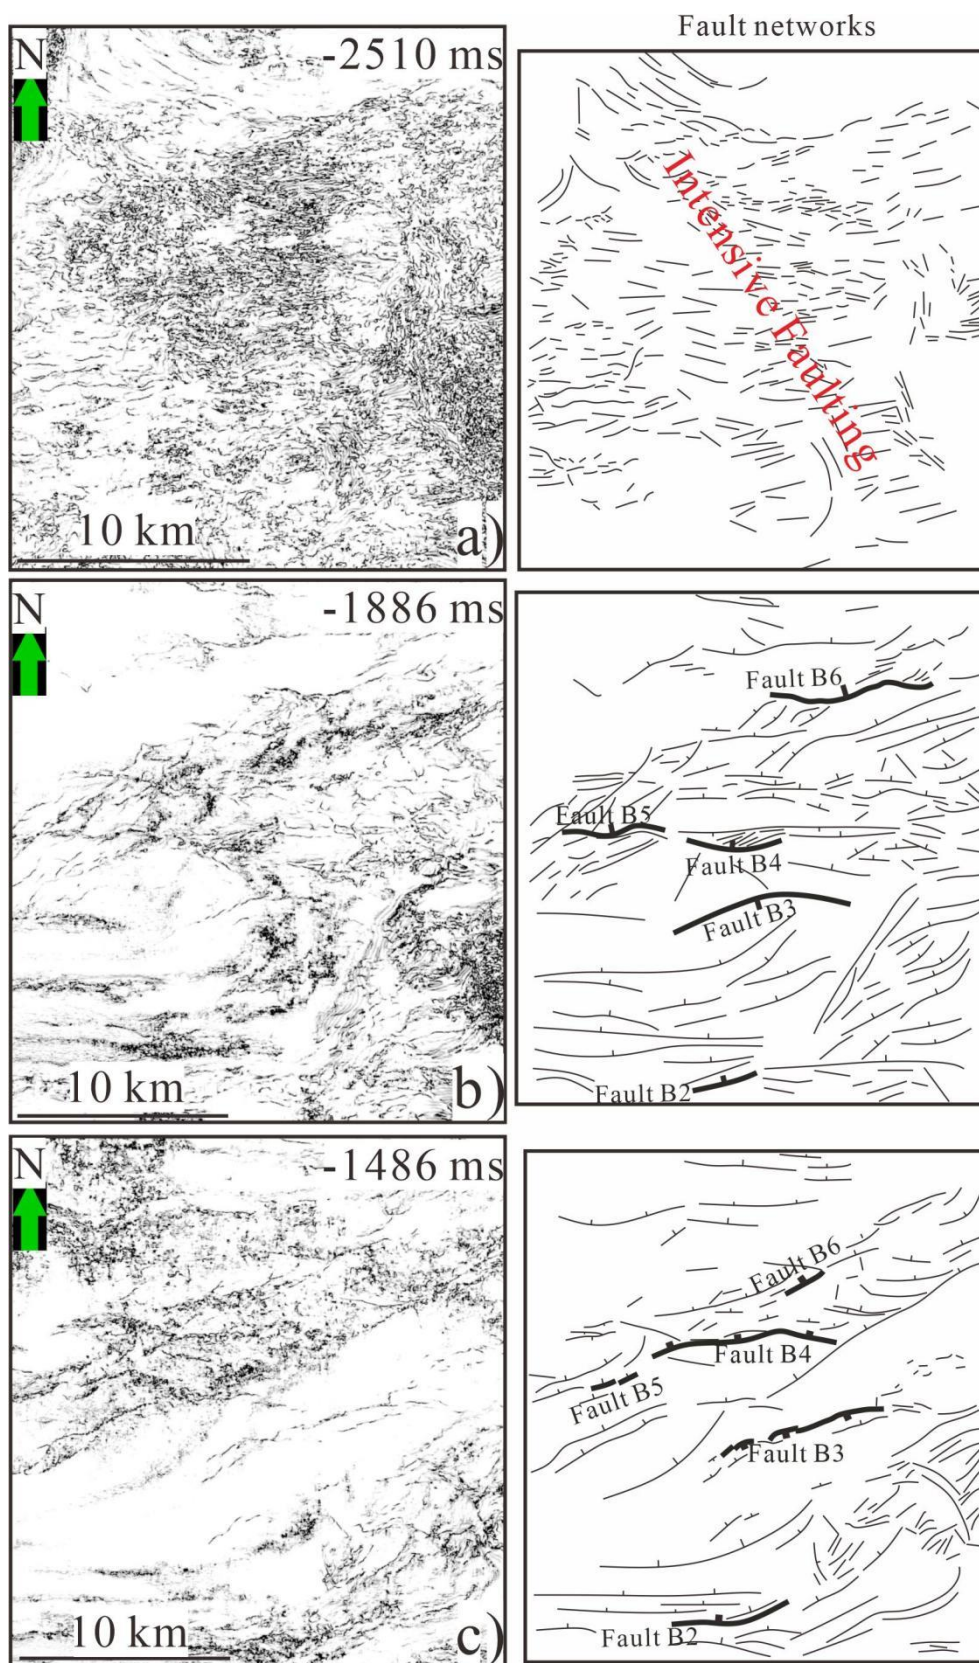 Fault networks
N
-2510 ms
10 km
a)
Intensive Faulting
N
-1886 ms
10 km
b)
Fault B6
Fault B5
Fault B4
Fault B3
Fault B2
N
-1486 ms
10 km
c)
Fault B6
Fault B4
Fault B5
Fault B3
Fault B2